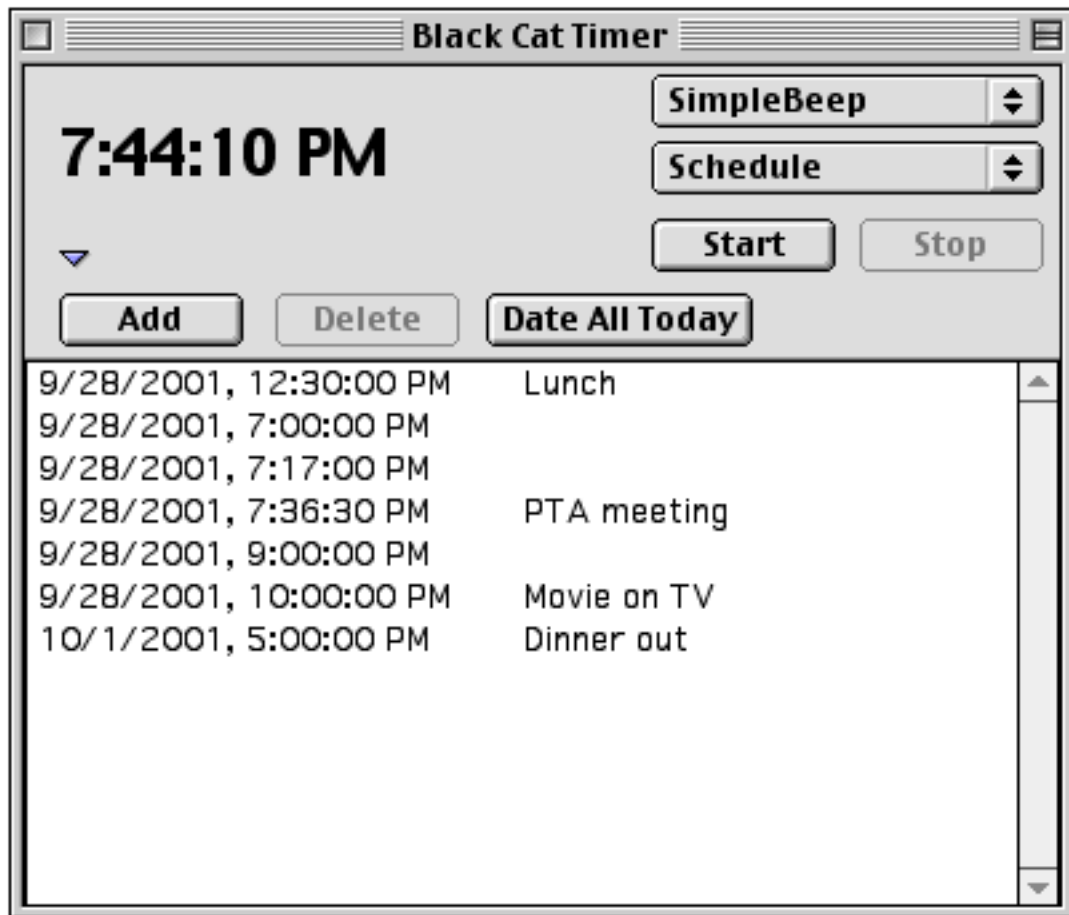 Black Cat Timer
SimpleBeep
7:44:10 PM
Schedule
Start Stop
Add Delete Date All Today
9/28/2001, 12:30:00 PM Lunch
9/28/2001, 7:00:00 PM
9/28/2001, 7:17:00 PM
9/28/2001, 7:36:30 PM PTA meeting
9/28/2001, 9:00:00 PM
9/28/2001, 10:00:00 PM Movie on TV
10/1/2001, 5:00:00 PM Dinner out